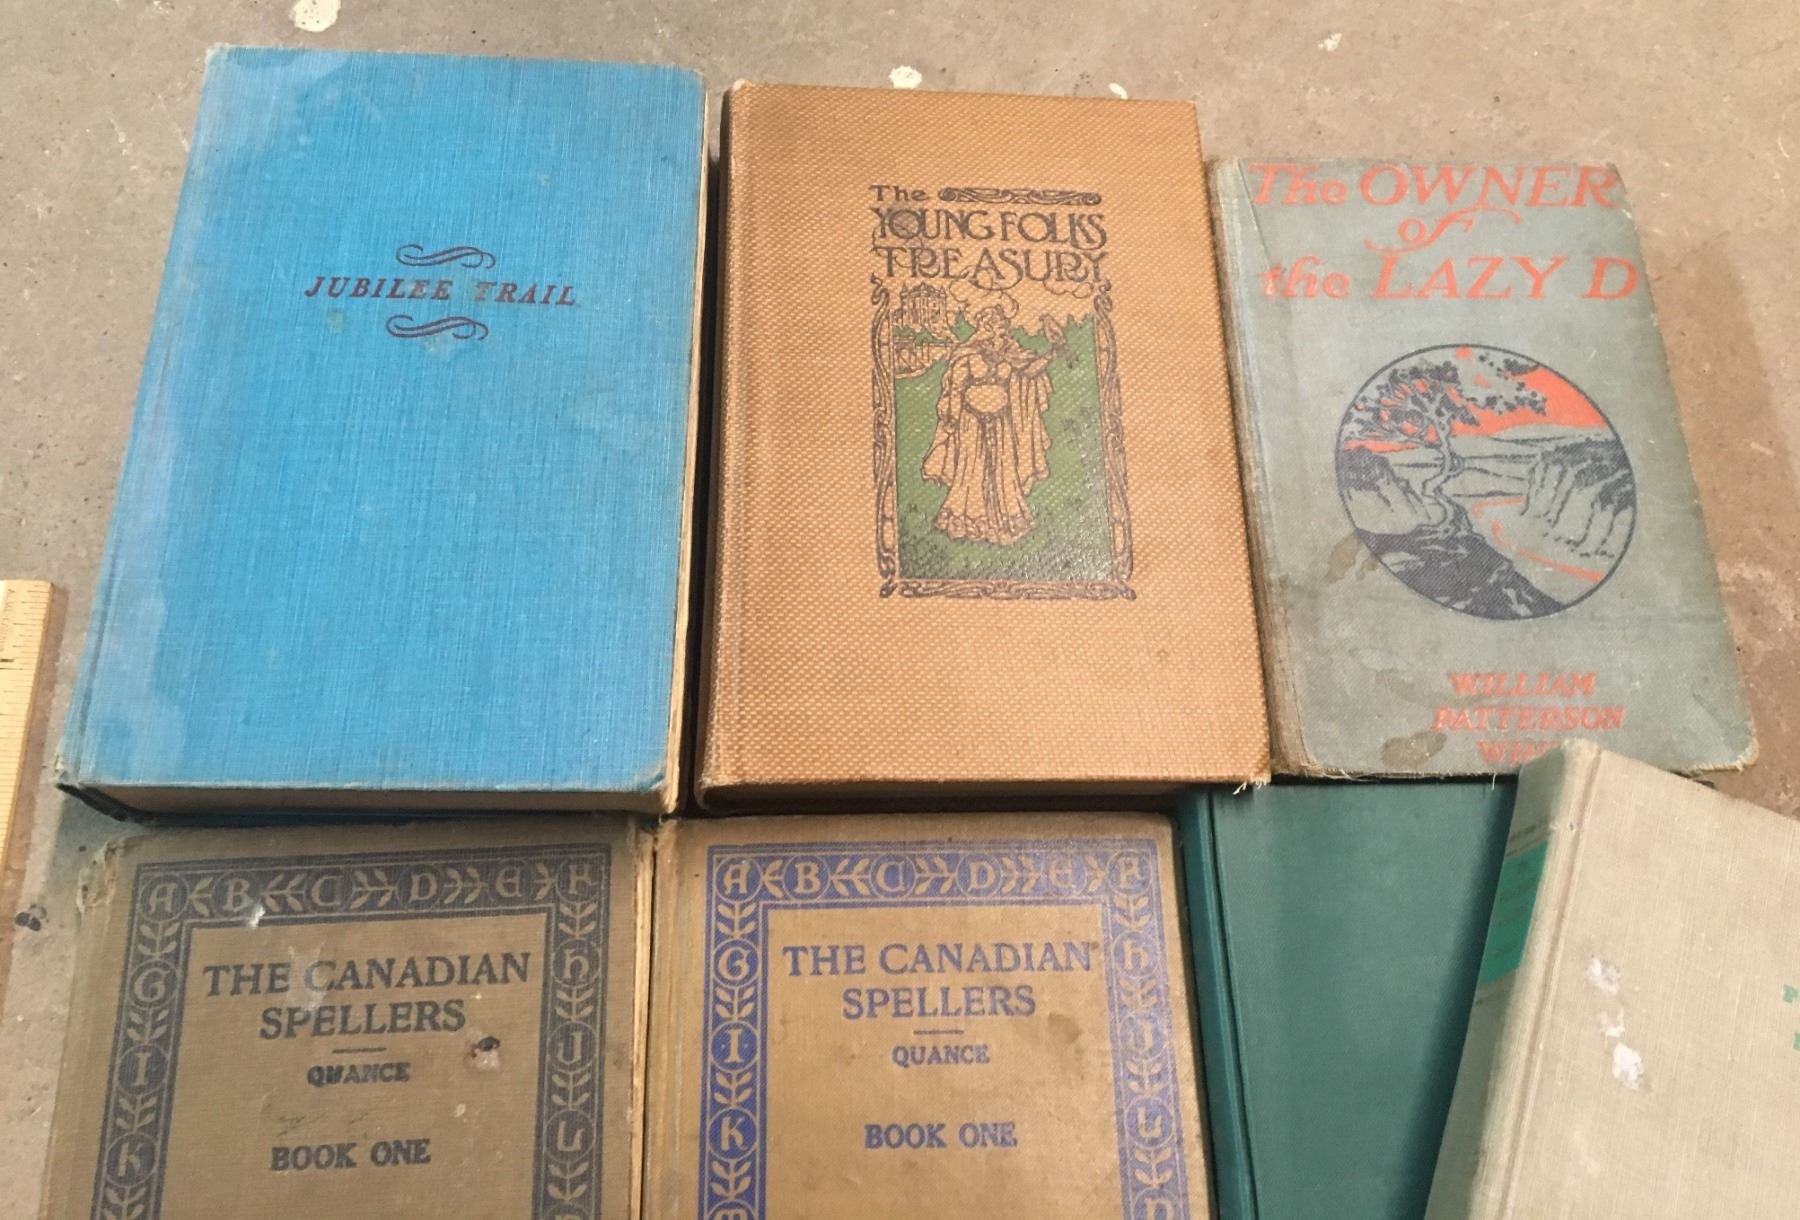 JUBILEE TRAIL
The
YOUNG FOLKS
TREASURY
The OWNER
of
the LAZY D
WILLIAM
PATTERSON
A B C D E F
G H
I J
K L
THE CANADIAN
SPELLERS
QUANCE
BOOK ONE
A B C D E F
G H
I J
K L
M N
THE CANADIAN
SPELLERS
QUANCE
BOOK ONE